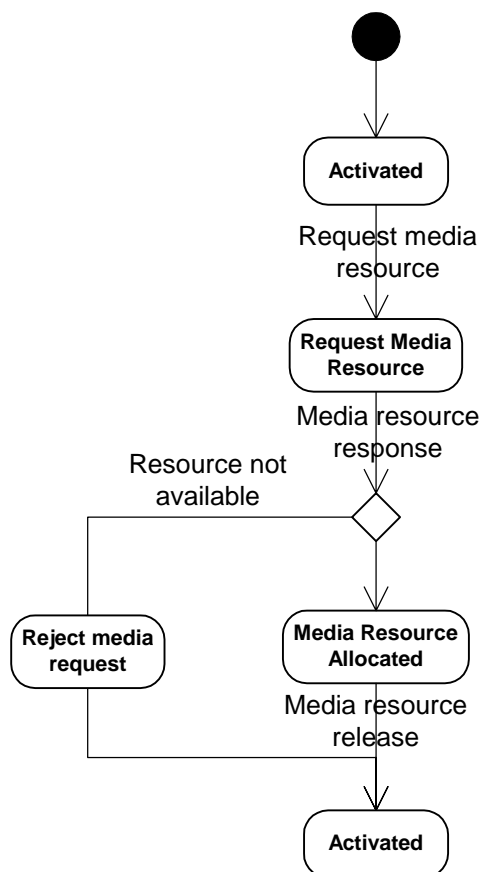 Activated
Request media
resource
Request Media
Resource
Media resource
response
Resource not
available
Reject media
request
Media Resource
Allocated
Media resource
release
Activated